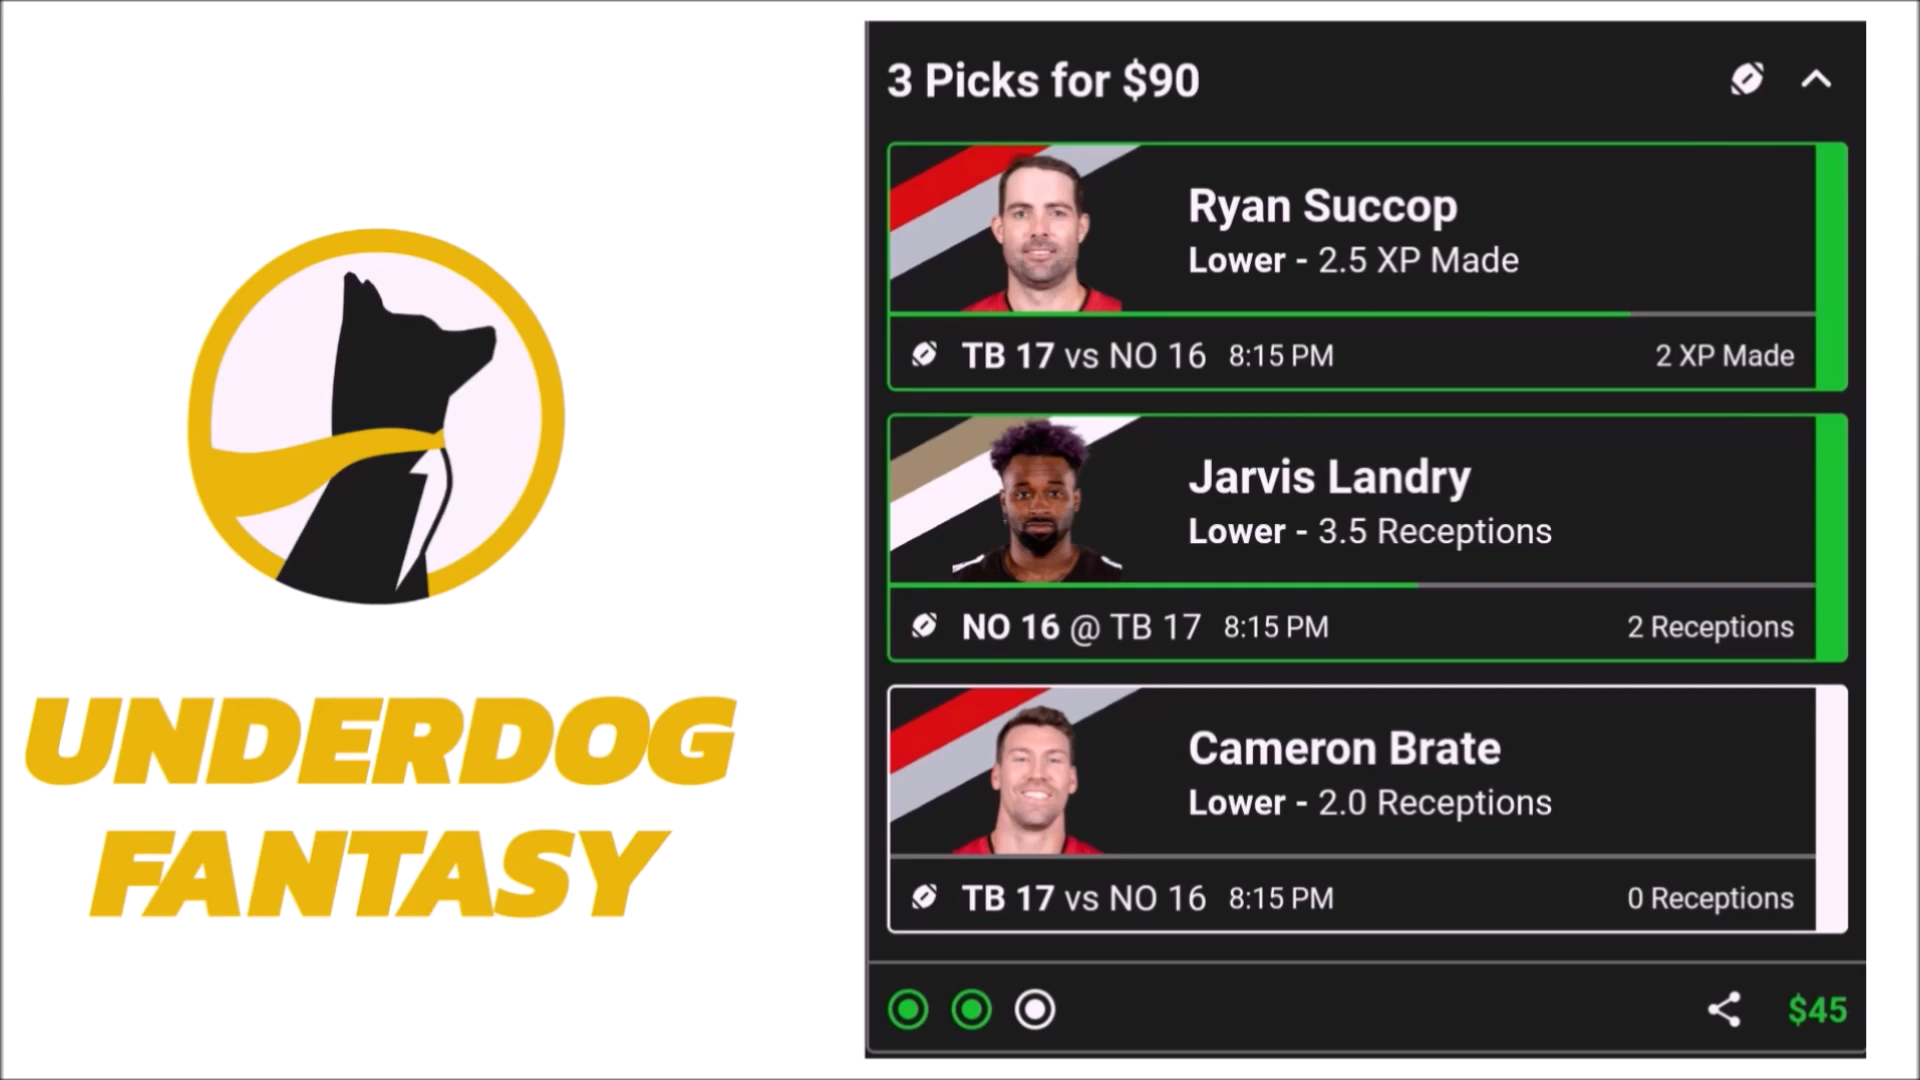 UNDERDOG
FANTASY
3 Picks for $90
Ryan Succop
Lower - 2.5 XP Made
TB 17 vs NO 16 8:15 PM 2 XP Made
Jarvis Landry
Lower - 3.5 Receptions
NO 16 @ TB 17 8:15 PM 2 Receptions
Cameron Brate
Lower - 2.0 Receptions
TB 17 vs NO 16 8:15 PM 0 Receptions
$45